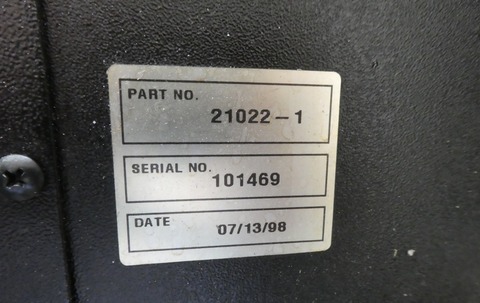 PART NO.
21022-1
SERIAL NO.
101469
DATE 07/13/98